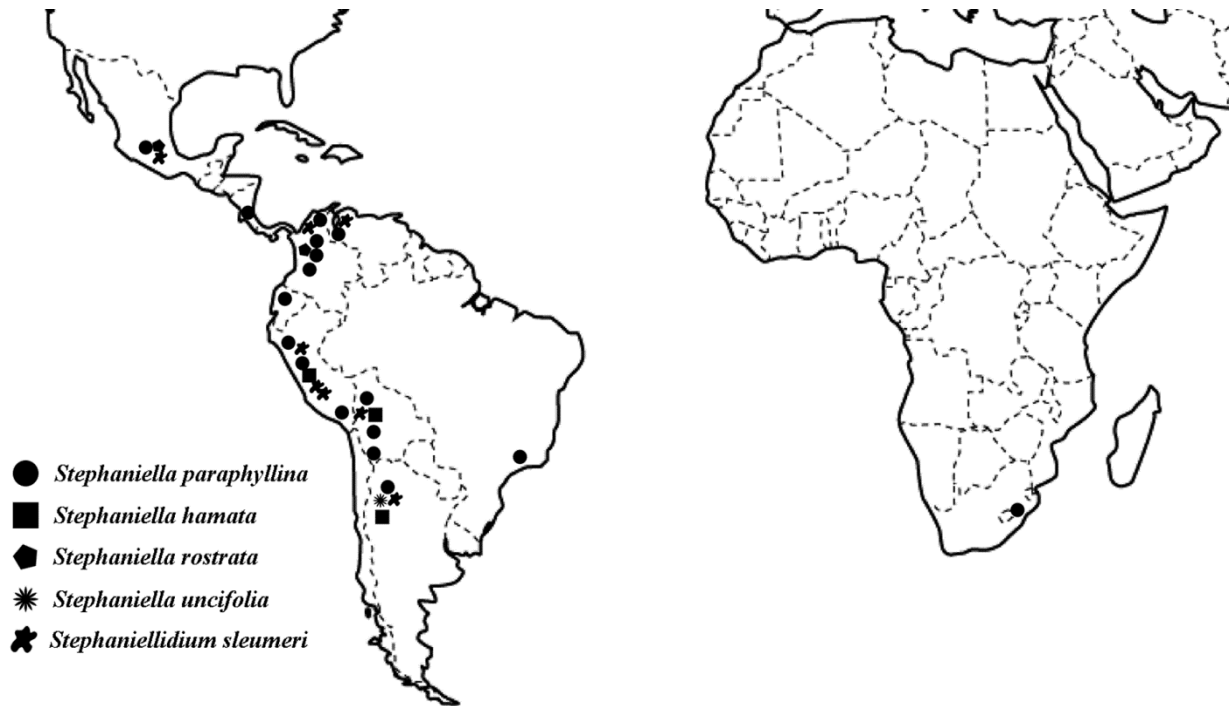 Stephaniella paraphyllina
Stephaniella hamata
Stephaniella rostrata
Stephaniella uncifolia
Stephaniellidium sleumeri